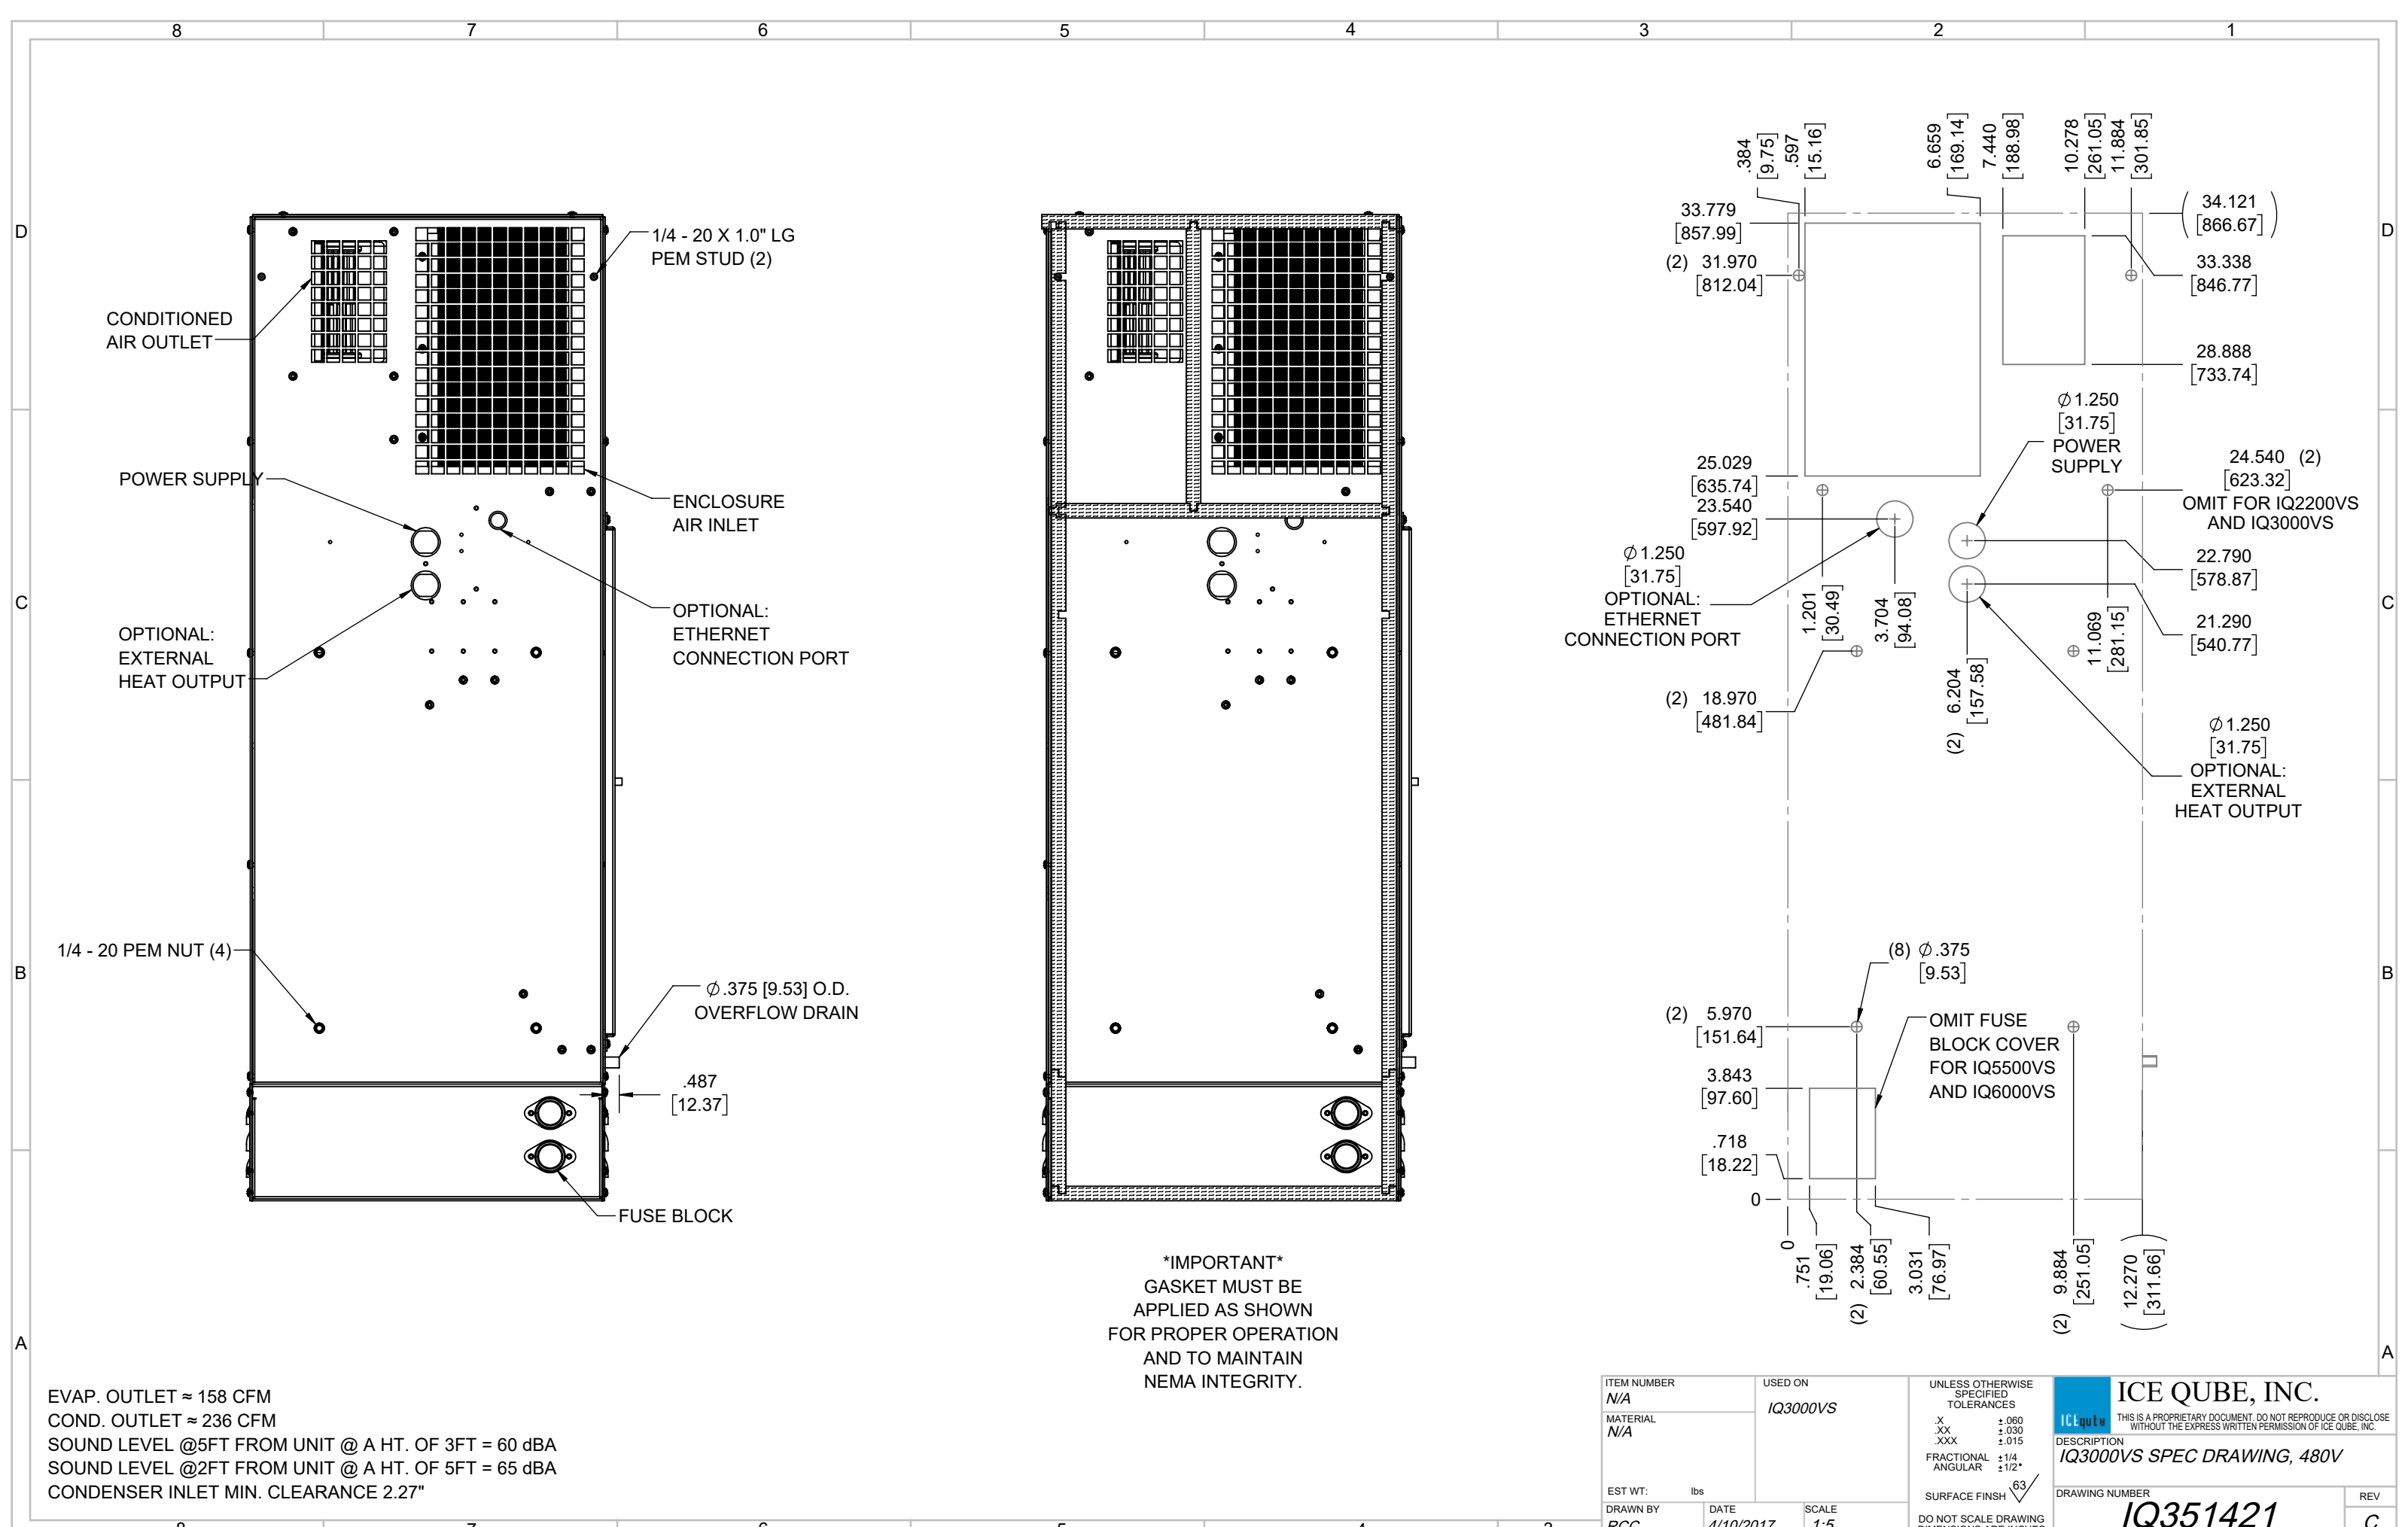 8 7 6 5 4 3 2 1
D
C
B
A
D
C
B
A
CONDITIONED
AIR OUTLET
1/4 - 20 X 1.0" LG
PEM STUD (2)
POWER SUPPLY
ENCLOSURE
AIR INLET
OPTIONAL:
EXTERNAL
HEAT OUTPUT
OPTIONAL:
ETHERNET
CONNECTION PORT
1/4 - 20 PEM NUT (4)
Ø.375 [9.53] O.D.
OVERFLOW DRAIN
.487
[12.37]
FUSE BLOCK
*IMPORTANT*
GASKET MUST BE
APPLIED AS SHOWN
FOR PROPER OPERATION
AND TO MAINTAIN
NEMA INTEGRITY.
.384
[9.75]
.597
[15.16]
6.659
[169.14]
7.440
[188.98]
10.278
[261.05]
11.884
[301.85]
33.779
[857.99]
(2) 31.970
[812.04]
(34.121
[866.67])
33.338
[846.77]
28.888
[733.74]
Ø1.250
[31.75]
POWER
SUPPLY
25.029
[635.74]
23.540
[597.92]
24.540 (2)
[623.32]
OMIT FOR IQ2200VS
AND IQ3000VS
Ø1.250
[31.75]
OPTIONAL:
ETHERNET
CONNECTION PORT
22.790
[578.87]
21.290
[540.77]
1.201
[30.49]
3.704
[94.08]
11.069
[281.15]
(2) 6.204
[157.58]
(2) 18.970
[481.84]
Ø1.250
[31.75]
OPTIONAL:
EXTERNAL
HEAT OUTPUT
(8) Ø.375
[9.53]
(2) 5.970
[151.64]
OMIT FUSE
BLOCK COVER
FOR IQ5500VS
AND IQ6000VS
3.843
[97.60]
.718
[18.22]
0
0
.751
[19.06]
(2) 2.384
[60.55]
3.031
[76.97]
(2) 9.884
[251.05]
(12.270
[311.66])
EVAP. OUTLET ≈ 158 CFM
COND. OUTLET ≈ 236 CFM
SOUND LEVEL @5FT FROM UNIT @ A HT. OF 3FT = 60 dBA
SOUND LEVEL @2FT FROM UNIT @ A HT. OF 5FT = 65 dBA
CONDENSER INLET MIN. CLEARANCE 2.27"
ITEM NUMBER
N/A
MATERIAL
N/A
EST WT: lbs
USED ON
IQ3000VS
DRAWN BY
RCC
DATE
4/10/2017
SCALE
1:5
UNLESS OTHERWISE
SPECIFIED
TOLERANCES
.X ±.060
.XX ±.030
.XXX ±.015
FRACTIONAL ±1/4
ANGULAR ±1/2°
SURFACE FINSH 63
DO NOT SCALE DRAWING
DIMENSIONS ARE INCHES
ICEqube
ICE QUBE, INC.
THIS IS A PROPRIETARY DOCUMENT. DO NOT REPRODUCE OR DISCLOSE
WITHOUT THE EXPRESS WRITTEN PERMISSION OF ICE QUBE, INC.
DESCRIPTION
IQ3000VS SPEC DRAWING, 480V
DRAWING NUMBER
IQ351421
REV
C